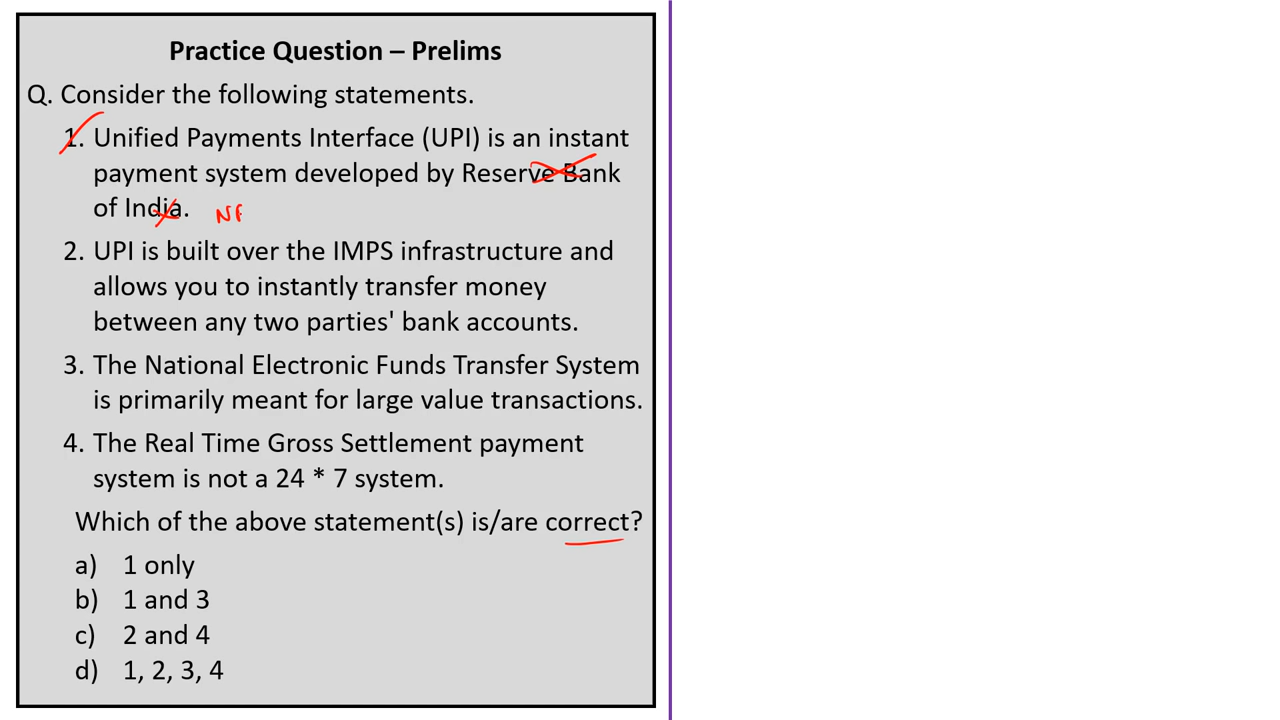 Practice Question – Prelims
Q. Consider the following statements.
1. Unified Payments Interface (UPI) is an instant
payment system developed by Reserve Bank
of India. NP
2. UPI is built over the IMPS infrastructure and
allows you to instantly transfer money
between any two parties' bank accounts.
3. The National Electronic Funds Transfer System
is primarily meant for large value transactions.
4. The Real Time Gross Settlement payment
system is not a 24 * 7 system.
Which of the above statement(s) is/are correct?
a) 1 only
b) 1 and 3
c) 2 and 4
d) 1, 2, 3, 4